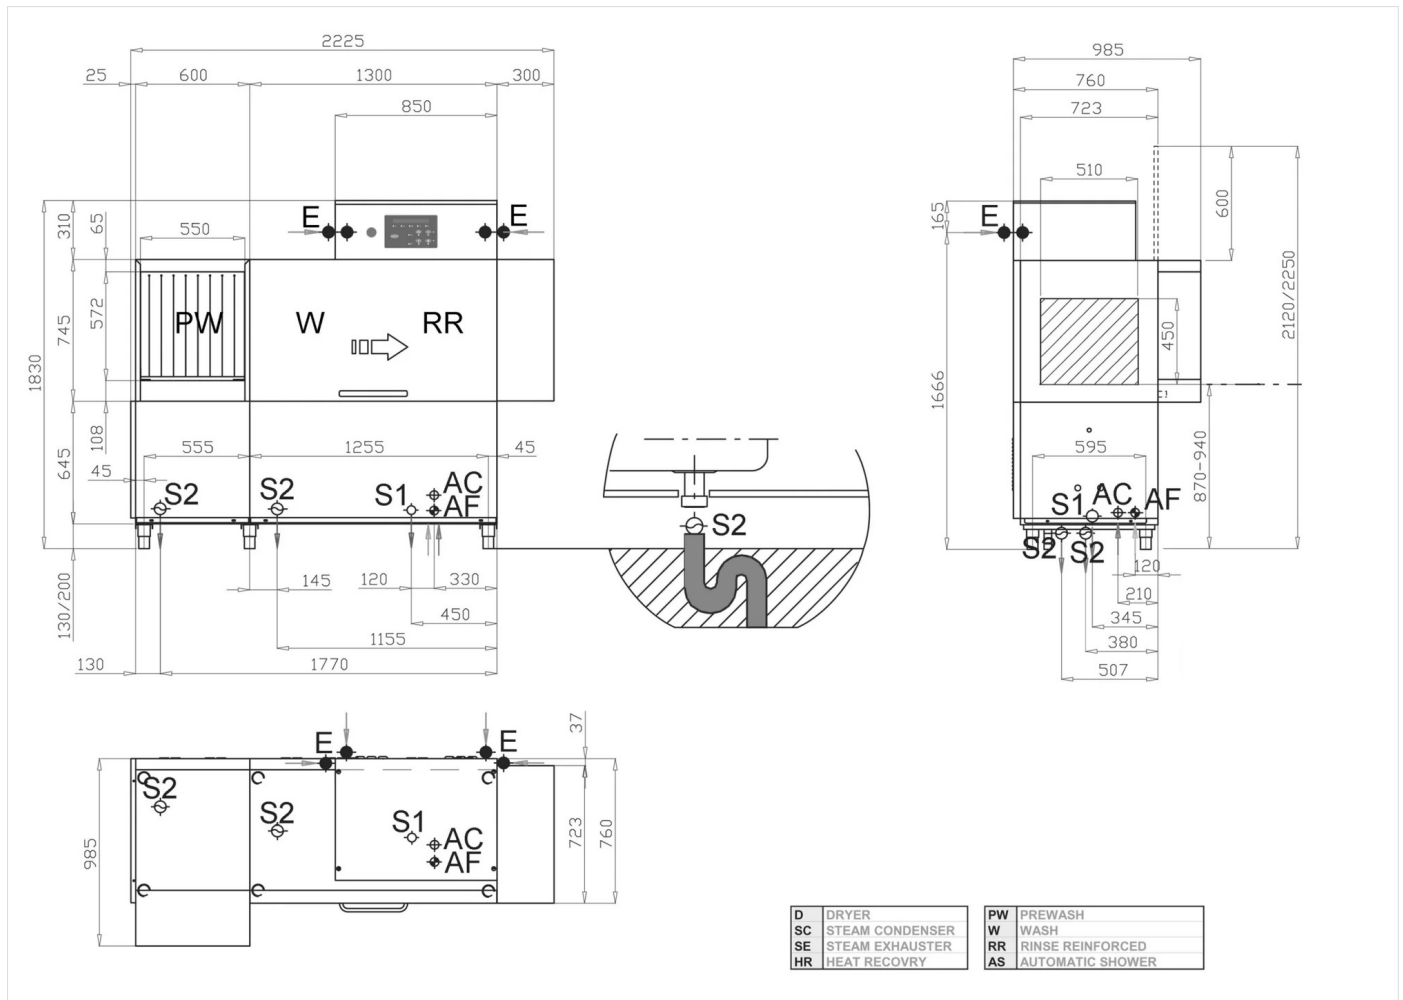 2225
25 600 1300 300
850
E E
310
65
550
1830
745
572
PW W RR
645
108
555 1255 45
45
S2 S2 S1 AC
AF
145 120 330
450
1155
130/200
130 1770
S2
985
760
723
510
165
600
E
2120/2250
1666
450
870-940
595
S1 AC AF
S2 S2
120
210
345
380
507
37
E E
S2
S2 S1 AC
AF
985
723
760
D DRYER
SC STEAM CONDENSER
SE STEAM EXHAUSTER
HR HEAT RECOVRY
PW PREWASH
W WASH
RR RINSE REINFORCED
AS AUTOMATIC SHOWER